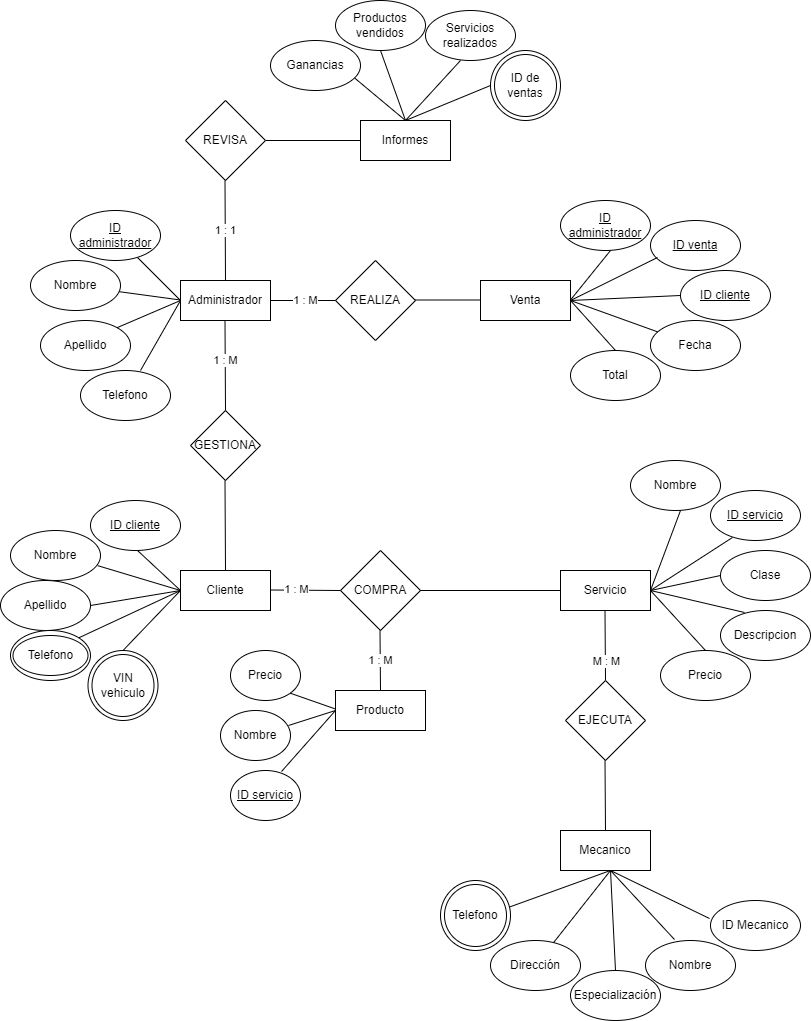 Productos
vendidos
Servicios
realizados
Ganancias
ID de
ventas
REVISA
Informes
1 : 1
ID
administrador
ID
administrador
ID venta
Nombre
Administrador
1 : M
REALIZA
Venta
ID cliente
Apellido
Fecha
1 : M
Telefono
Total
GESTIONA
Nombre
ID cliente
ID servicio
Nombre
Clase
Cliente
1 : M
COMPRA
Servicio
Apellido
Descripcion
Telefono
1 : M
M : M
VIN
vehiculo
Precio
Precio
Producto
Nombre
EJECUTA
ID servicio
Mecanico
Telefono
ID Mecanico
Dirección
Nombre
Especialización